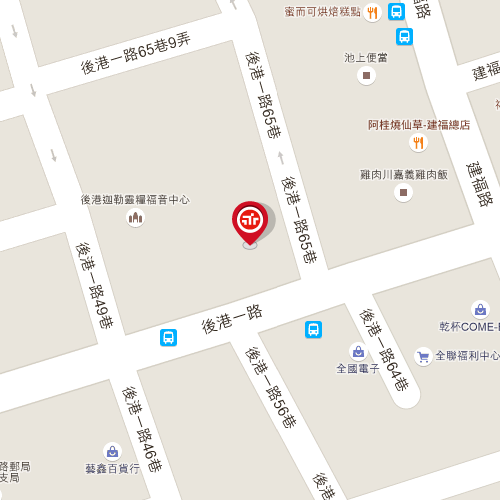 蜜而可烘焙糕點
福路
後港一路65巷9弄
池上便當
建福
後港一路65巷
阿桂燒仙草-建福總店
雞肉川嘉義雞肉飯
建福路
後港迦勒靈糧福音中心
後港一路65巷
後港一路49巷
後港一路
乾杯COME-
後港一路64巷
全聯福利中心
全國電子
後港一路56巷
後港一路46巷
路郵局
支局
藝鑫百貨行
後港